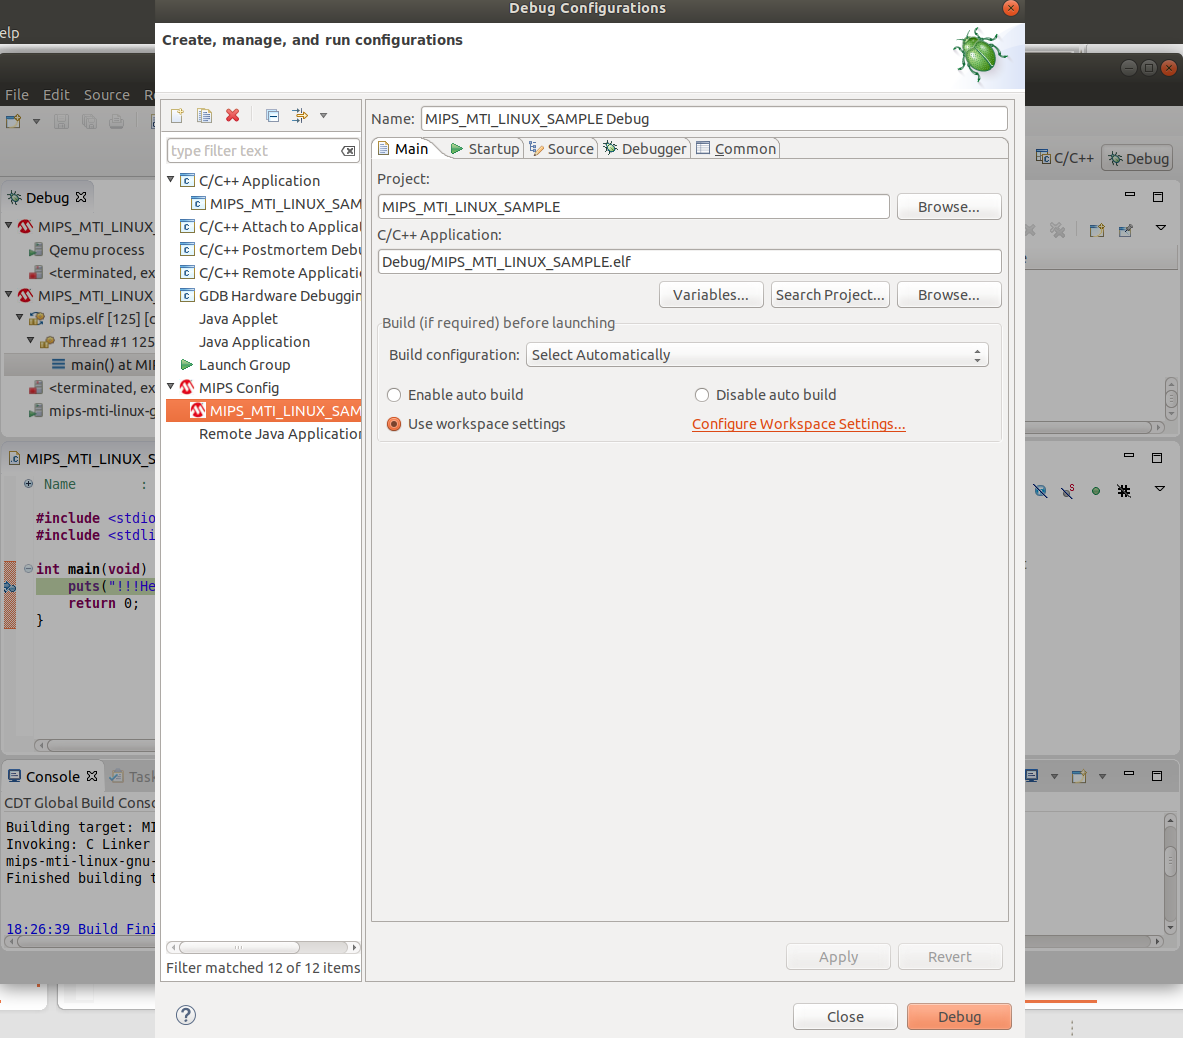 Debug Configurations
elp
Create, manage, and run configurations
File Edit Source R
Name: MIPS_MTI_LINUX_SAMPLE Debug
type filter text
Main Startup Source Debugger Common
C/C++ Debug
Project:
MIPS_MTI_LINUX_SAMPLE Browse...
C/C++ Application:
Debug/MIPS_MTI_LINUX_SAMPLE.elf
Variables... Search Project... Browse...
Build (if required) before launching
Build configuration: Select Automatically
Enable auto build Disable auto build
Use workspace settings Configure Workspace Settings...
C/C++ Application
MIPS_MTI_LINUX_SAM
C/C++ Attach to Applicat
C/C++ Postmortem Debu
C/C++ Remote Applicati
GDB Hardware Debuggin
Java Applet
Java Application
Launch Group
MIPS Config
MIPS_MTI_LINUX_SAM
Remote Java Application
Filter matched 12 of 12 items
Apply Revert
Close Debug
Debug
MIPS_MTI_LINUX_
Qemu process
<terminated, ex
MIPS_MTI_LINUX_
mips.elf [125] [c
Thread #1 125
main() at MIP
<terminated, ex
mips-mti-linux-g
MIPS_MTI_LINUX_S
Name :
#include <stdio
#include <stdli
int main(void)
puts("!!!He
return 0;
}
Console Task
CDT Global Build Conso
Building target: MI
Invoking: C Linker
mips-mti-linux-gnu-
Finished building t
18:26:39 Build Fini